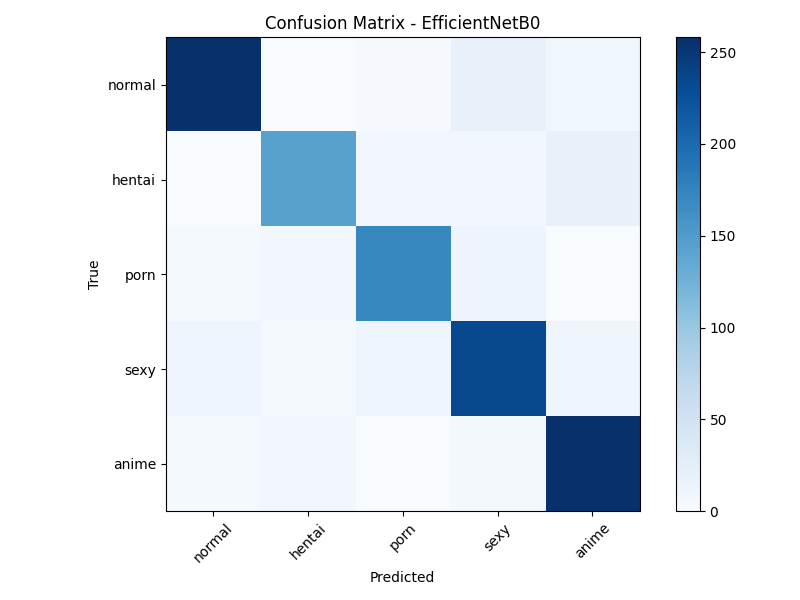 Confusion Matrix - EfficientNetB0
True
normal
hentai
porn
sexy
anime
normal
hentai
porn
sexy
anime
Predicted
250
200
150
100
50
0